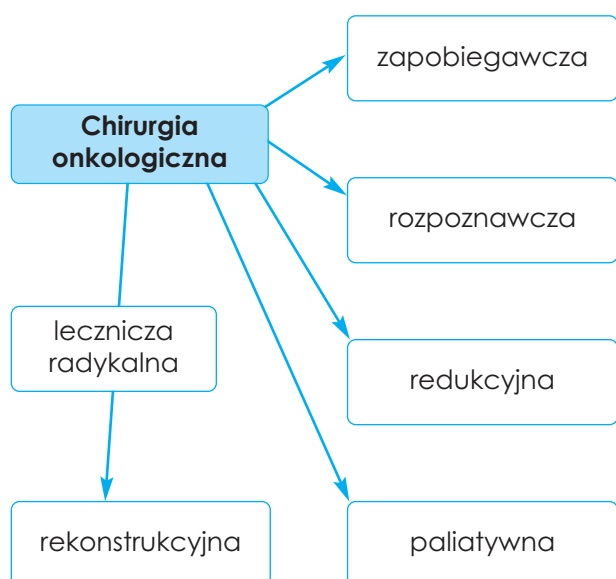 zapobiegawcza
Chirurgia
onkologiczna
rozpoznawcza
lecznicza
radykalna
redukcyjna
rekonstrukcyjna
paliatywna